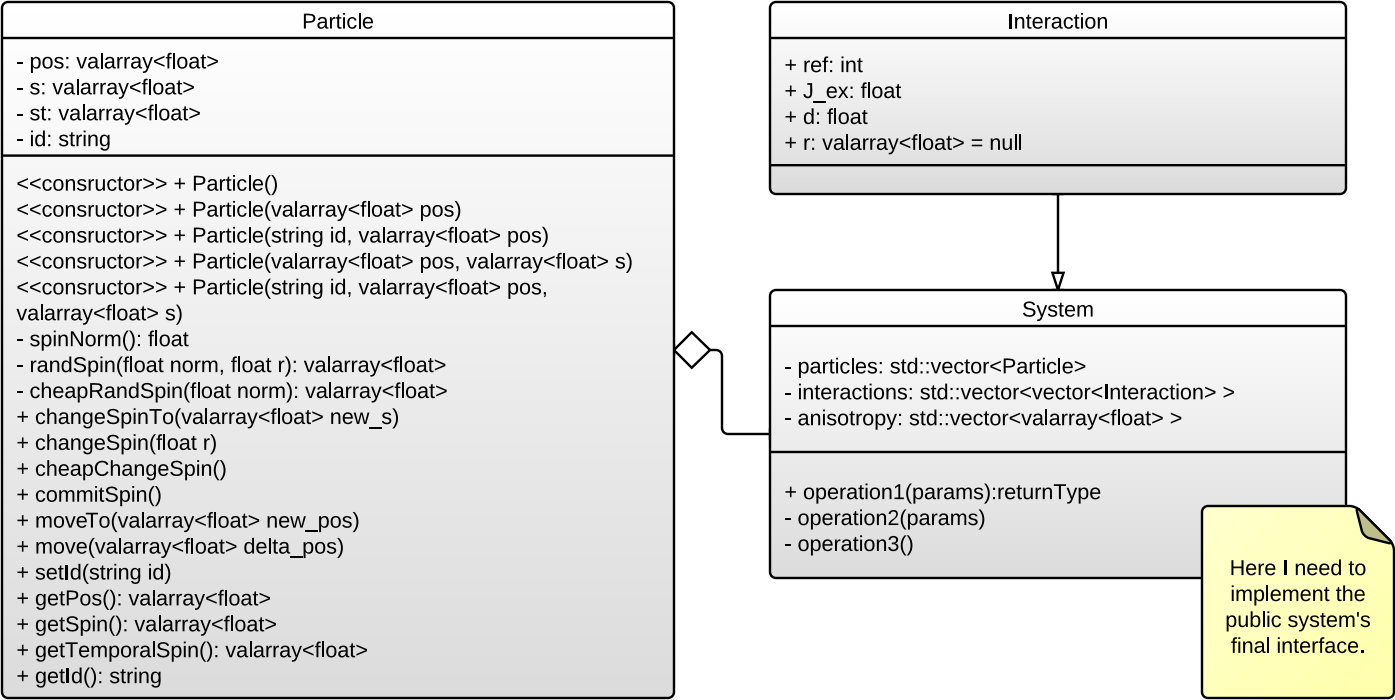 Particle
- pos: valarray<float>
- s: valarray<float>
- st: valarray<float>
- id: string
<<consructor>> + Particle()
<<consructor>> + Particle(valarray<float> pos)
<<consructor>> + Particle(string id, valarray<float> pos)
<<consructor>> + Particle(valarray<float> pos, valarray<float> s)
<<consructor>> + Particle(string id, valarray<float> pos,
valarray<float> s)
- spinNorm(): float
- randSpin(float norm, float r): valarray<float>
- cheapRandSpin(float norm): valarray<float>
+ changeSpinTo(valarray<float> new_s)
+ changeSpin(float r)
+ cheapChangeSpin()
+ commitSpin()
+ moveTo(valarray<float> new_pos)
+ move(valarray<float> delta_pos)
+ setId(string id)
+ getPos(): valarray<float>
+ getSpin(): valarray<float>
+ getTemporalSpin(): valarray<float>
+ getId(): string
Interaction
+ ref: int
+ J_ex: float
+ d: float
+ r: valarray<float> = null
System
- particles: std::vector<Particle>
- interactions: std::vector<vector<Interaction> >
- anisotropy: std::vector<valarray<float> >
+ operation1(params):returnType
- operation2(params)
- operation3()
Here I need to
implement the
public system's
final interface.